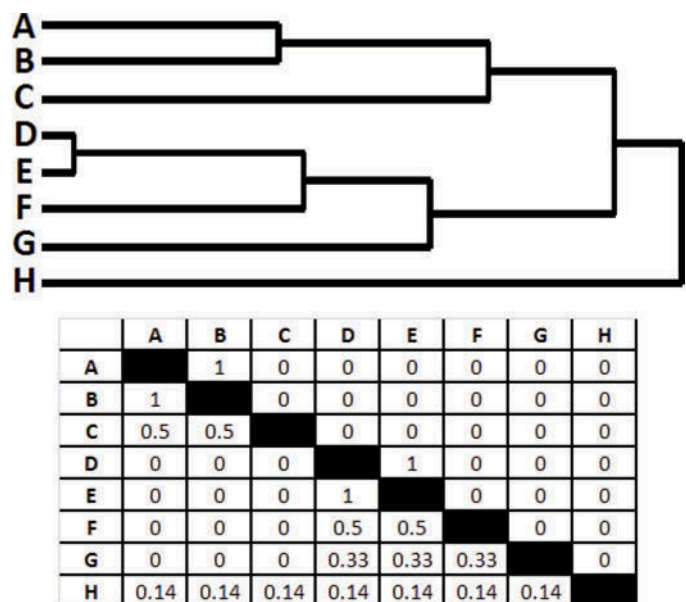 A
B
C
D
E
F
G
H
A B C D E F G H
A 1 0 0 0 0 0 0
B 1 0 0 0 0 0 0
C 0.5 0.5 0 0 0 0 0
D 0 0 0 1 0 0 0
E 0 0 0 1 0 0 0
F 0 0 0 0.5 0.5 0 0
G 0 0 0 0.33 0.33 0.33 0
H 0.14 0.14 0.14 0.14 0.14 0.14 0.14